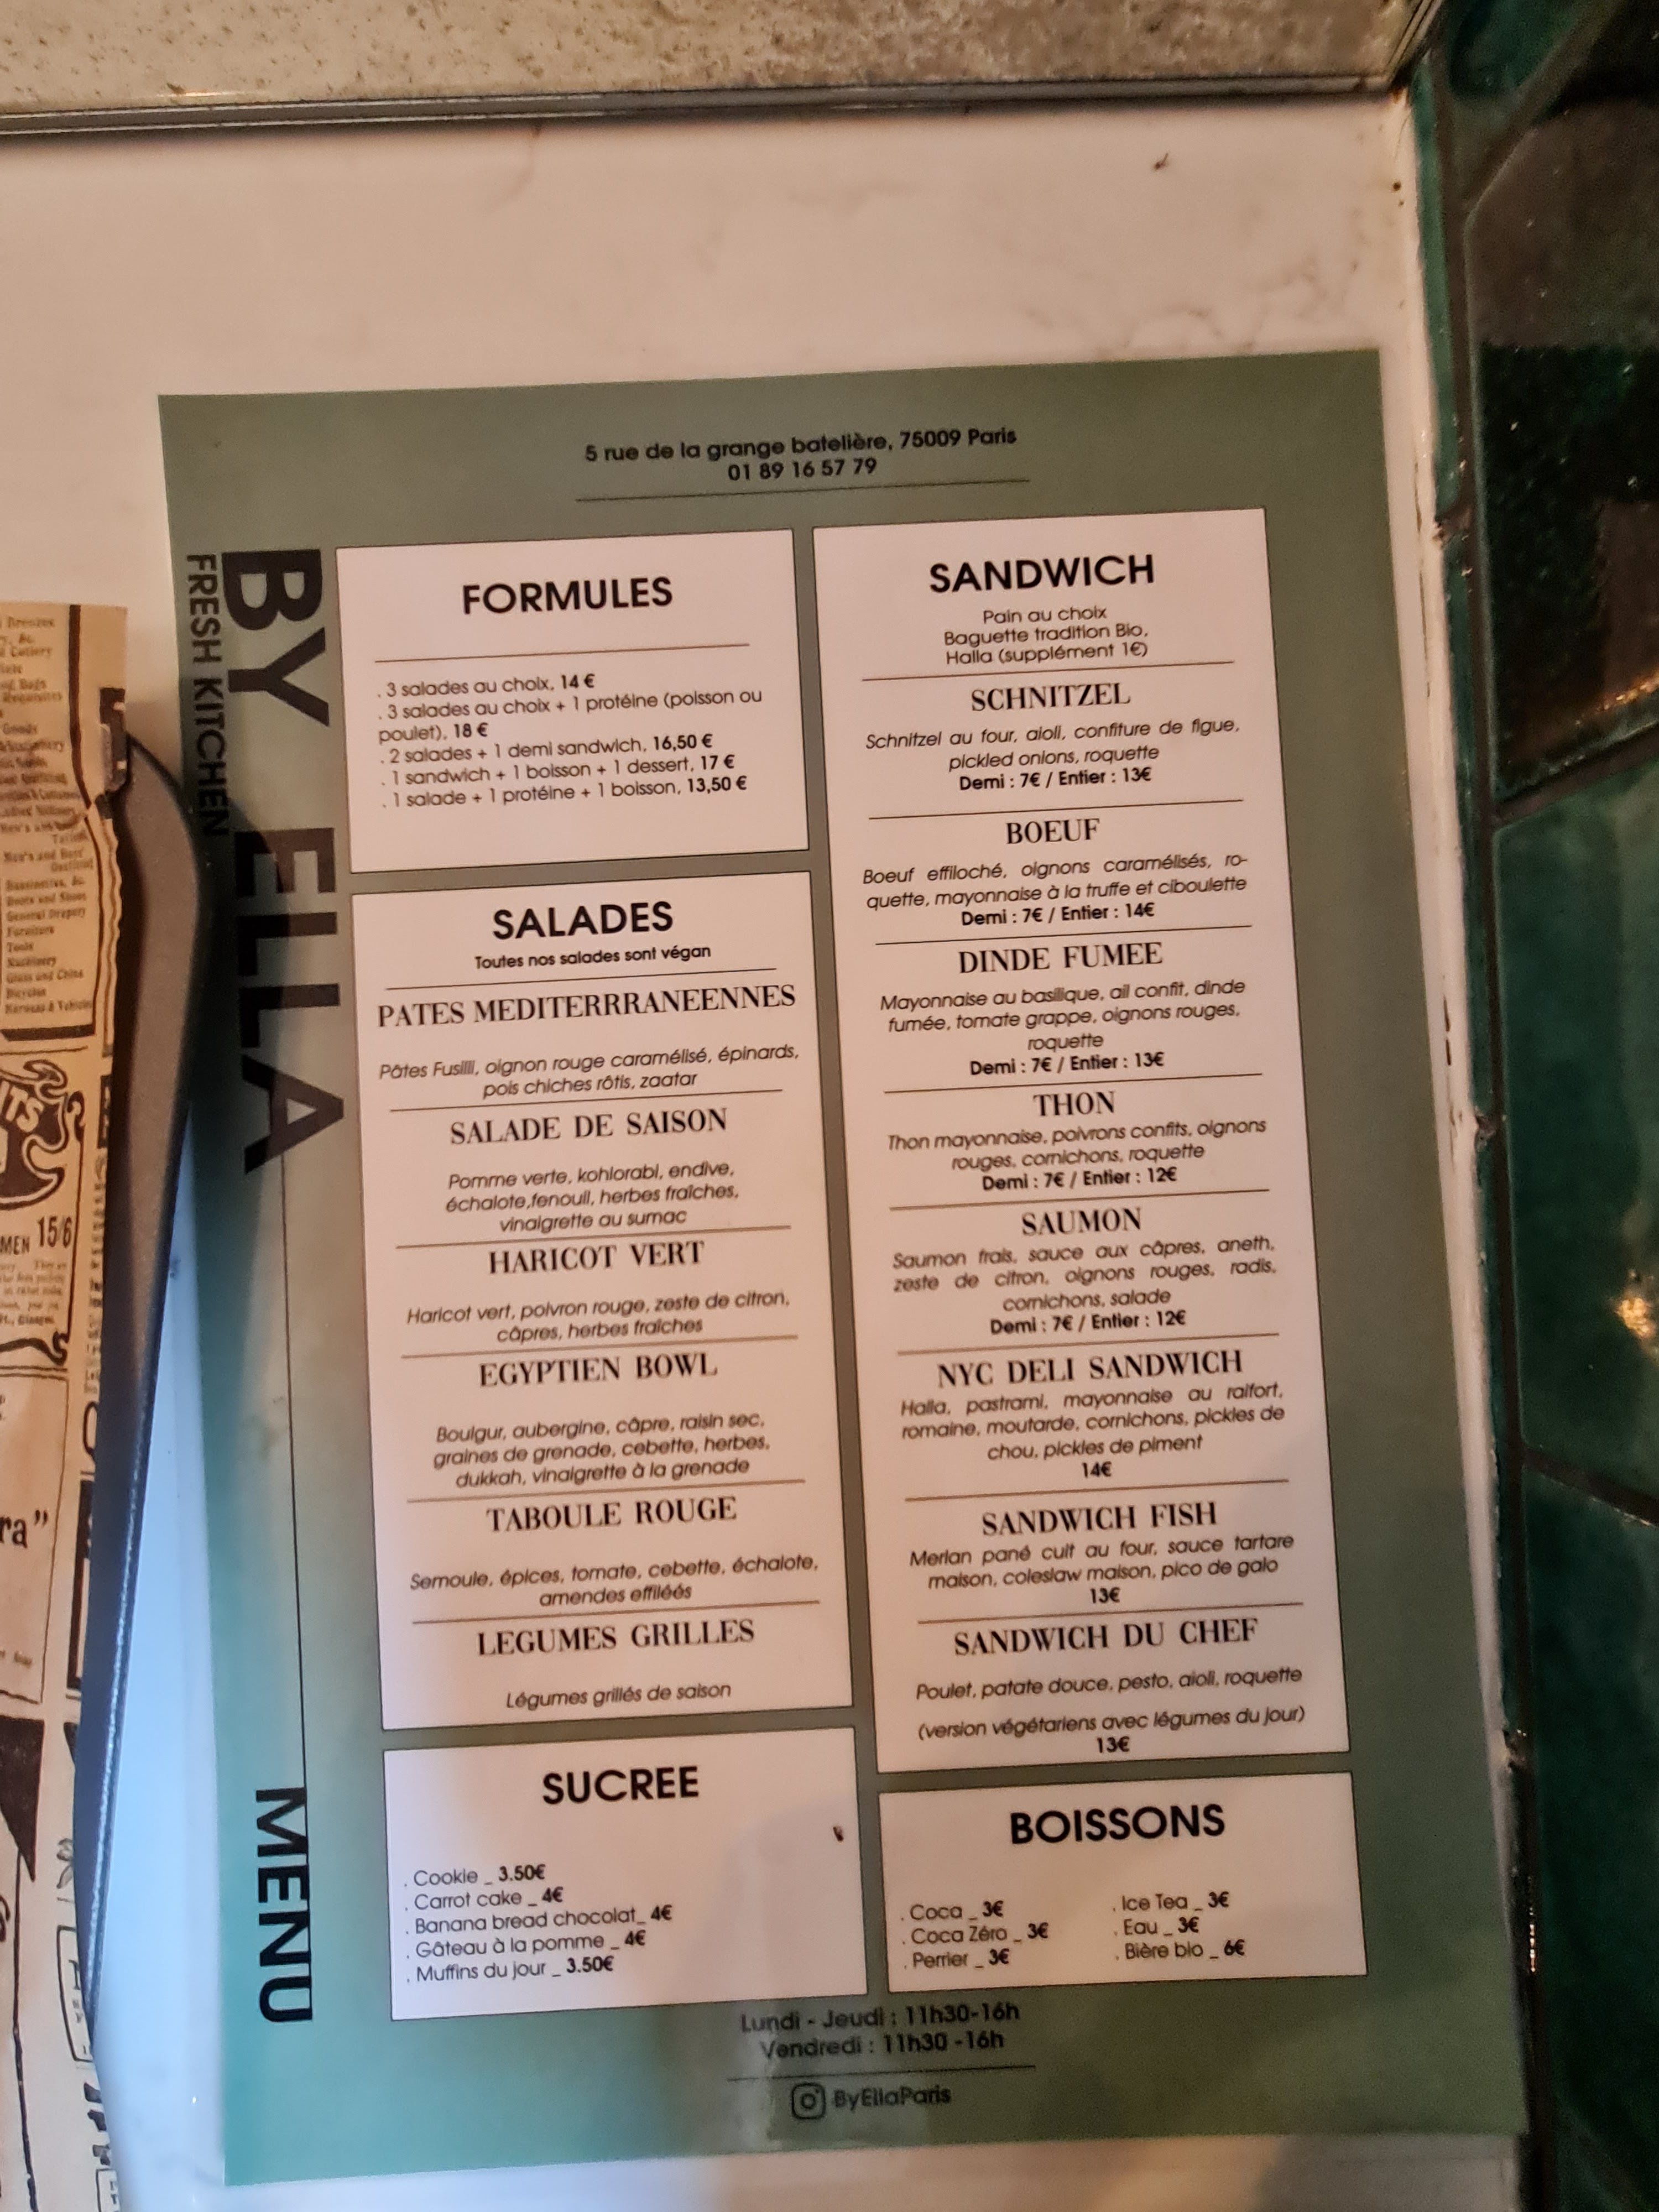 5 rue de la grange batelière, 75009 Paris
01 89 16 57 79
BY ELLA
FRESH KITCHEN
MENU
FORMULES
. 3 salades au choix, 14 €
. 3 salades au choix + 1 protéine (poisson ou
poulet), 18 €
. 2 salades + 1 demi sandwich, 16,50 €
. 1 sandwich + 1 boisson + 1 dessert, 17 €
. 1 salade + 1 protéine + 1 boisson, 13,50 €
SALADES
Toutes nos salades sont végan
PATES MEDITERRRANEENNES
Pâtes Fusilli, oignon rouge caramélisé, épinards,
pois chiches rôtis, zaatar
SALADE DE SAISON
Pomme verte, kohlorabi, endive,
échalote,fenouil, herbes fraîches,
vinaigrette au sumac
HARICOT VERT
Haricot vert, poivron rouge, zeste de citron,
câpres, herbes fraîches
EGYPTIEN BOWL
Boulgur, aubergine, câpre, raisin sec,
graines de grenade, cebette, herbes,
dukkah, vinaigrette à la grenade
TABOULE ROUGE
Semoule, épices, tomate, cebette, échalote,
amendes effiléés
LEGUMES GRILLES
Légumes grillés de saison
SUCREE
. Cookie _ 3.50€
. Carrot cake _ 4€
. Banana bread chocolat_ 4€
. Gâteau à la pomme _ 4€
. Muffins du jour _ 3.50€
SANDWICH
Pain au choix
Baguette tradition Bio,
Halla (supplément 1€)
SCHNITZEL
Schnitzel au four, aioli, confiture de figue,
pickled onions, roquette
Demi : 7€ / Entier : 13€
BOEUF
Boeuf effiloché, oignons caramélisés, ro-
quette, mayonnaise à la truffe et ciboulette
Demi : 7€ / Entier : 14€
DINDE FUMEE
Mayonnaise au basilique, ail confit, dinde
fumée, tomate grappe, oignons rouges,
roquette
Demi : 7€ / Entier : 13€
THON
Thon mayonnaise, poivrons confits, oignons
rouges, cornichons, roquette
Demi : 7€ / Entier : 12€
SAUMON
Saumon frais, sauce aux câpres, aneth,
zeste de citron, oignons rouges, radis,
cornichons, salade
Demi : 7€ / Entier : 12€
NYC DELI SANDWICH
Halla, pastrami, mayonnaise au raifort,
romaine, moutarde, cornichons, pickles de
chou, pickles de piment
14€
SANDWICH FISH
Merlan pané cuit au four, sauce tartare
maison, coleslaw maison, pico de galo
13€
SANDWICH DU CHEF
Poulet, patate douce, pesto, aioli, roquette
(version végétariens avec légumes du jour)
13€
BOISSONS
. Coca _ 3€
. Coca Zéro _ 3€
. Perrier _ 3€
. Ice Tea _ 3€
. Eau _ 3€
. Bière bio _ 6€
Lundi - Jeudi : 11h30-16h
Vendredi : 11h30 -16h
ByEllaParis
General Drapery
Furniture
Tools
Machinery
Glass and China
Bicycles
MEN 15/6
ra"